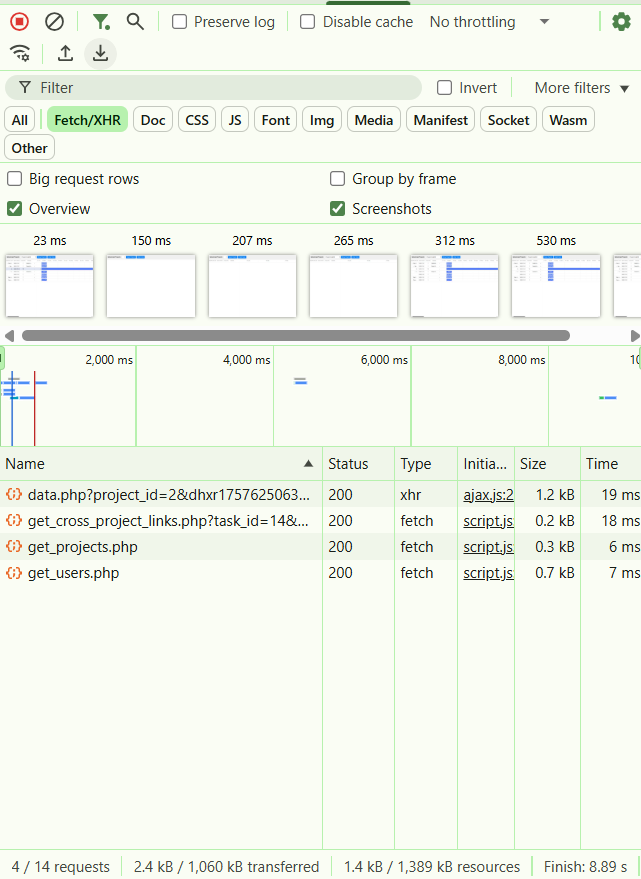 Preserve log Disable cache No throttling
Filter Invert More filters
All Fetch/XHR Doc CSS JS Font Img Media Manifest Socket Wasm
Other
Big request rows Group by frame
Overview Screenshots
23 ms 150 ms 207 ms 265 ms 312 ms 530 ms
2,000 ms 4,000 ms 6,000 ms 8,000 ms 10
Name Status Type Initia... Size Time
data.php?project_id=2&dhxr1757625063... 200 xhr ajax.js:2 1.2 kB 19 ms
get_cross_project_links.php?task_id=14&... 200 fetch script.js 0.2 kB 18 ms
get_projects.php 200 fetch script.js 0.3 kB 6 ms
get_users.php 200 fetch script.js 0.7 kB 7 ms
4 / 14 requests 2.4 kB / 1,060 kB transferred 1.4 kB / 1,389 kB resources Finish: 8.89 s